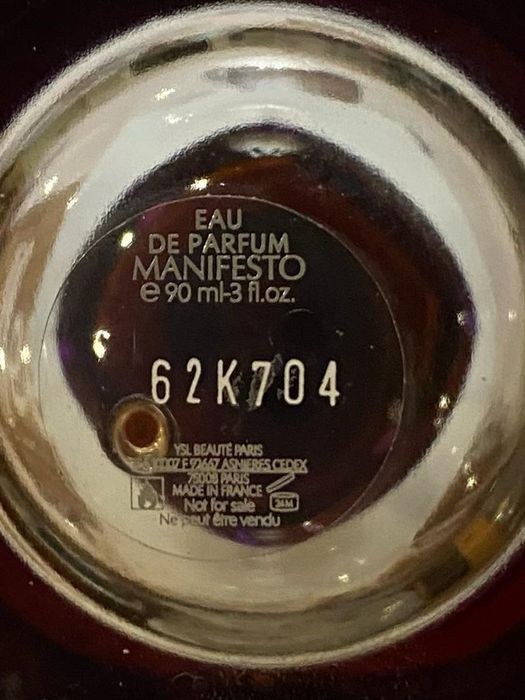 EAU
DE PARFUM
MANIFESTO
e 90 ml-3 fl.oz.
62K704
YSL BEAUTÉ PARIS
F 92667 ASNIERES CEDEX
75008 PARIS
MADE IN FRANCE
Not for sale
24M
Ne peut être vendu